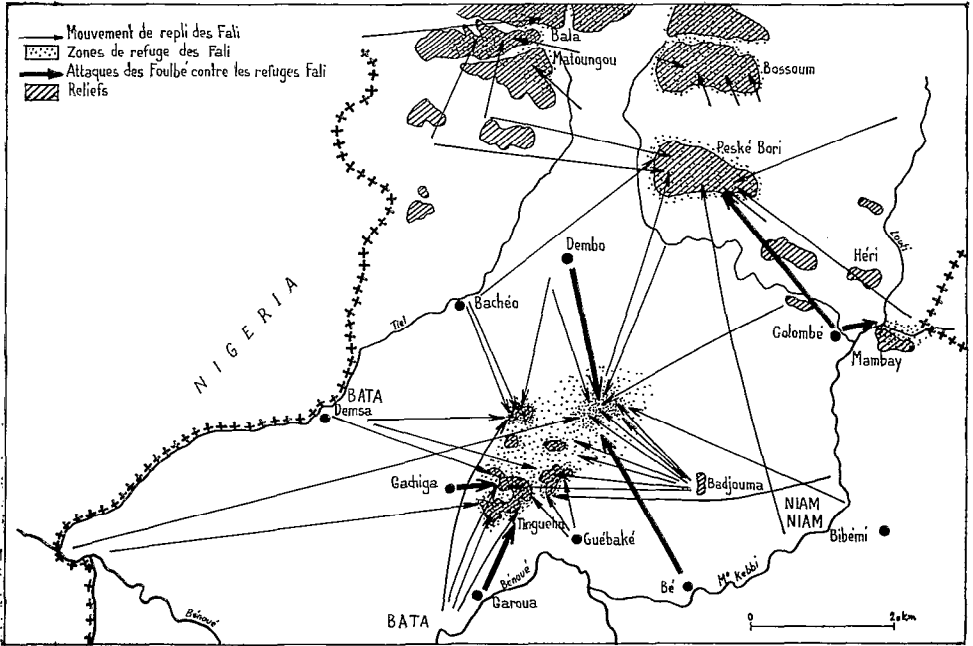 Mouvement de repli des Fali
Zones de refuge des Fali
Attaques des Foulbé contre les refuges Fali
Reliefs
Bala
Matoungou
Bossoum
Peské Bori
Louti
Héri
Dembo
NIGERIA
Bachéo
Tiel
Golombé
Mambay
BATA
Demsa
Gachiga
Badjouma
Tinguelin
NIAM
NIAM
Guébaké
Bibémi
Bénoué
Bé
Mº Kebbi
Garoua
Bénoué
BATA
0
20km